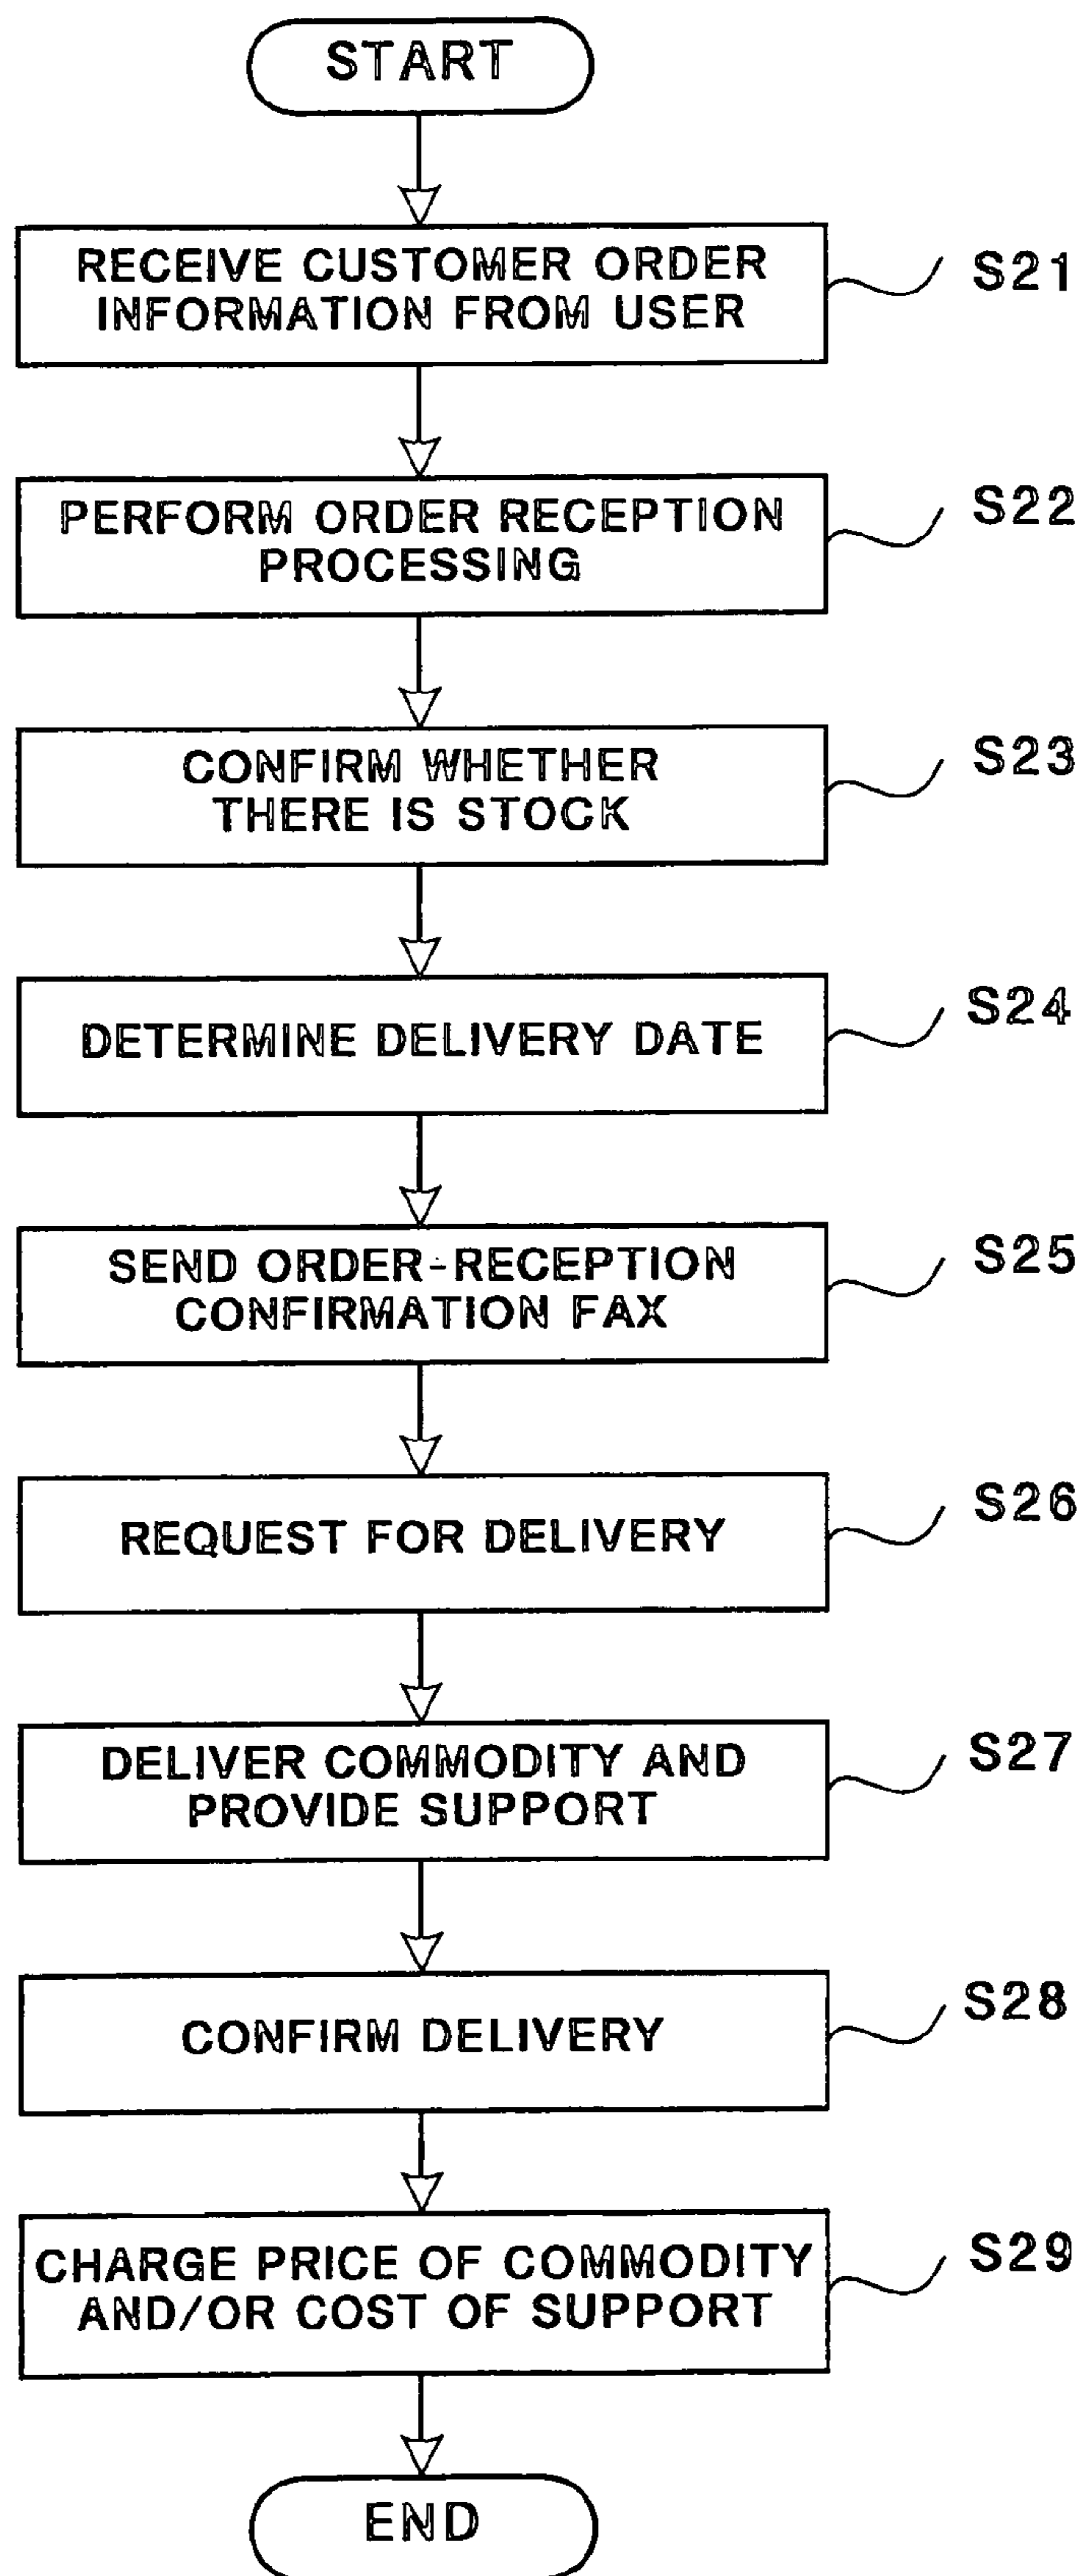 START
RECEIVE CUSTOMER ORDER
INFORMATION FROM USER
S21
PERFORM ORDER RECEPTION
PROCESSING
S22
CONFIRM WHETHER
THERE IS STOCK
S23
DETERMINE DELIVERY DATE
S24
SEND ORDER-RECEPTION
CONFIRMATION FAX
S25
REQUEST FOR DELIVERY
S26
DELIVER COMMODITY AND
PROVIDE SUPPORT
S27
CONFIRM DELIVERY
S28
CHARGE PRICE OF COMMODITY
AND/OR COST OF SUPPORT
S29
END